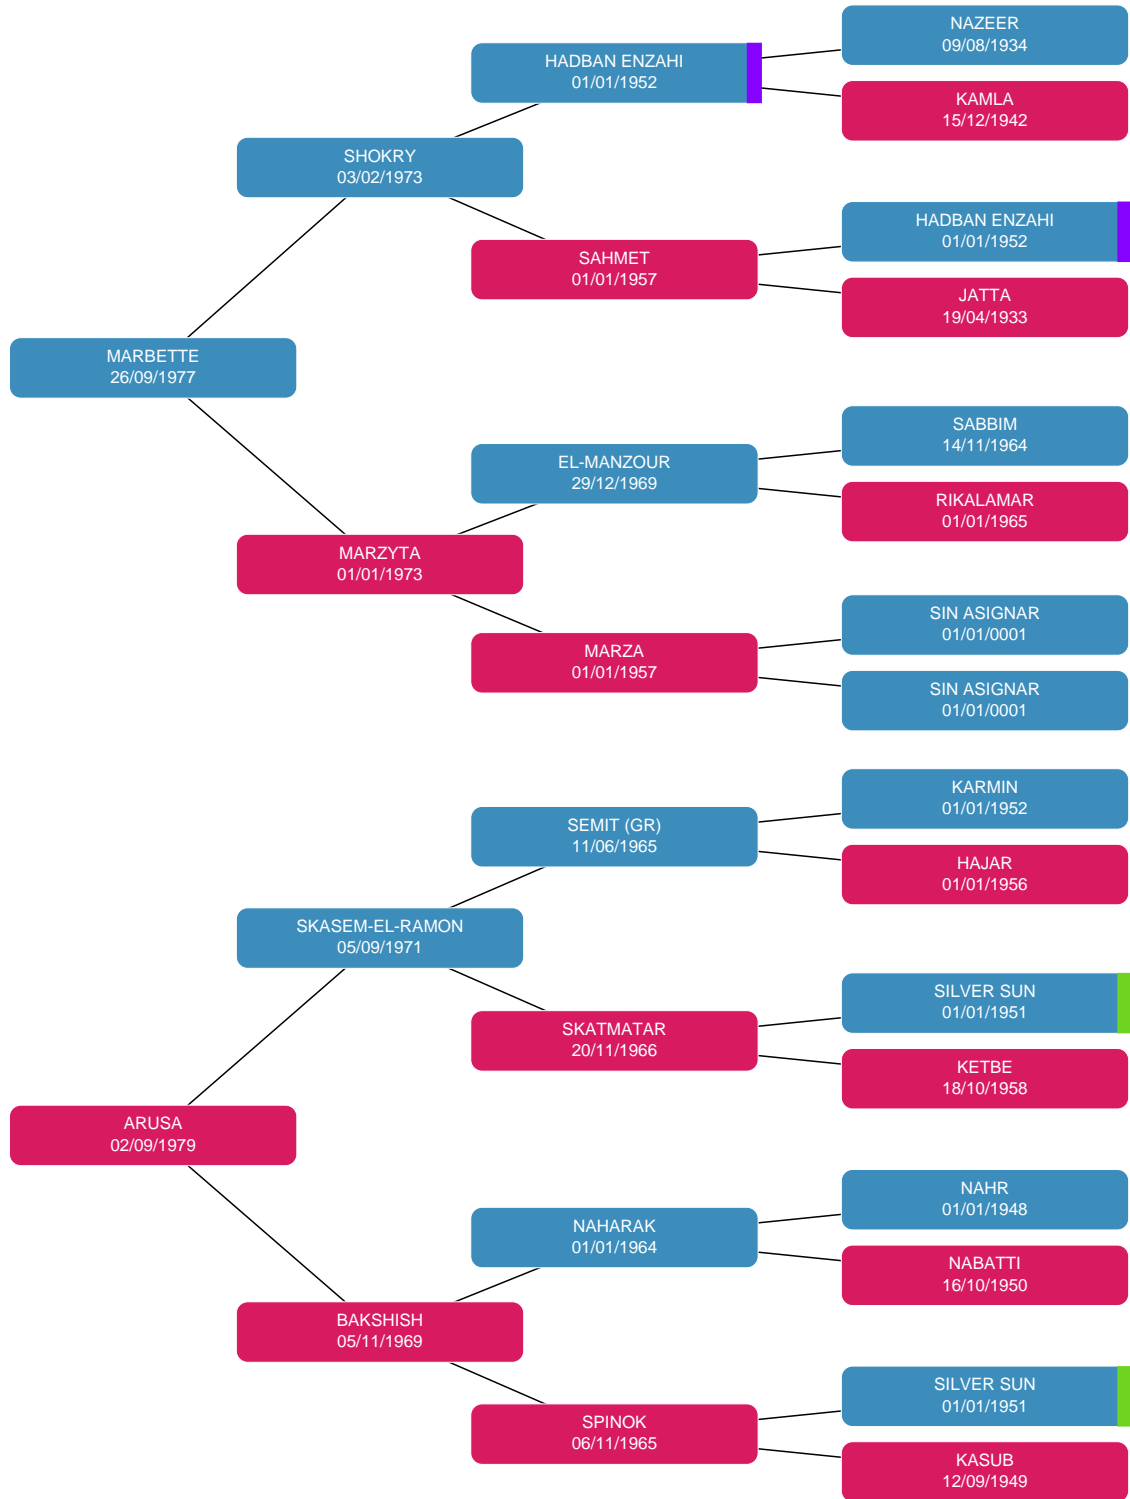 NAZEER
09/08/1934
HADBAN ENZAHI
01/01/1952
KAMLA
15/12/1942
SHOKRY
03/02/1973
HADBAN ENZAHI
01/01/1952
SAHMET
01/01/1957
JATTA
19/04/1933
MARBETTE
26/09/1977
SABBIM
14/11/1964
EL-MANZOUR
29/12/1969
RIKALAMAR
01/01/1965
MARZYTA
01/01/1973
SIN ASIGNAR
01/01/0001
MARZA
01/01/1957
SIN ASIGNAR
01/01/0001
KARMIN
01/01/1952
SEMIT (GR)
11/06/1965
HAJAR
01/01/1956
SKASEM-EL-RAMON
05/09/1971
SILVER SUN
01/01/1951
SKATMATAR
20/11/1966
KETBE
18/10/1958
ARUSA
02/09/1979
NAHR
01/01/1948
NAHARAK
01/01/1964
NABATTI
16/10/1950
BAKSHISH
05/11/1969
SILVER SUN
01/01/1951
SPINOK
06/11/1965
KASUB
12/09/1949